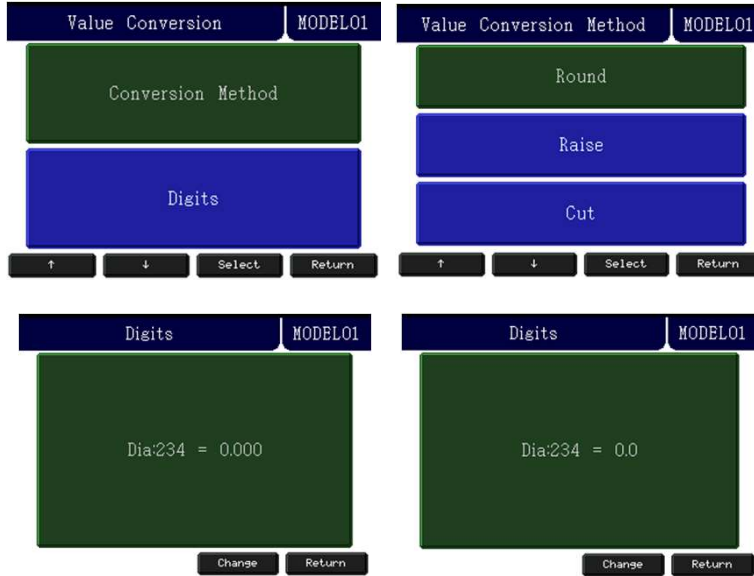 Value Conversion MODEL01
Conversion Method
Digits
↑ ↓ Select Return
Value Conversion Method MODEL01
Round
Raise
Cut
↑ ↓ Select Return
Digits MODEL01
Dia:234 = 0.000
Change Return
Digits MODEL01
Dia:234 = 0.0
Change Return